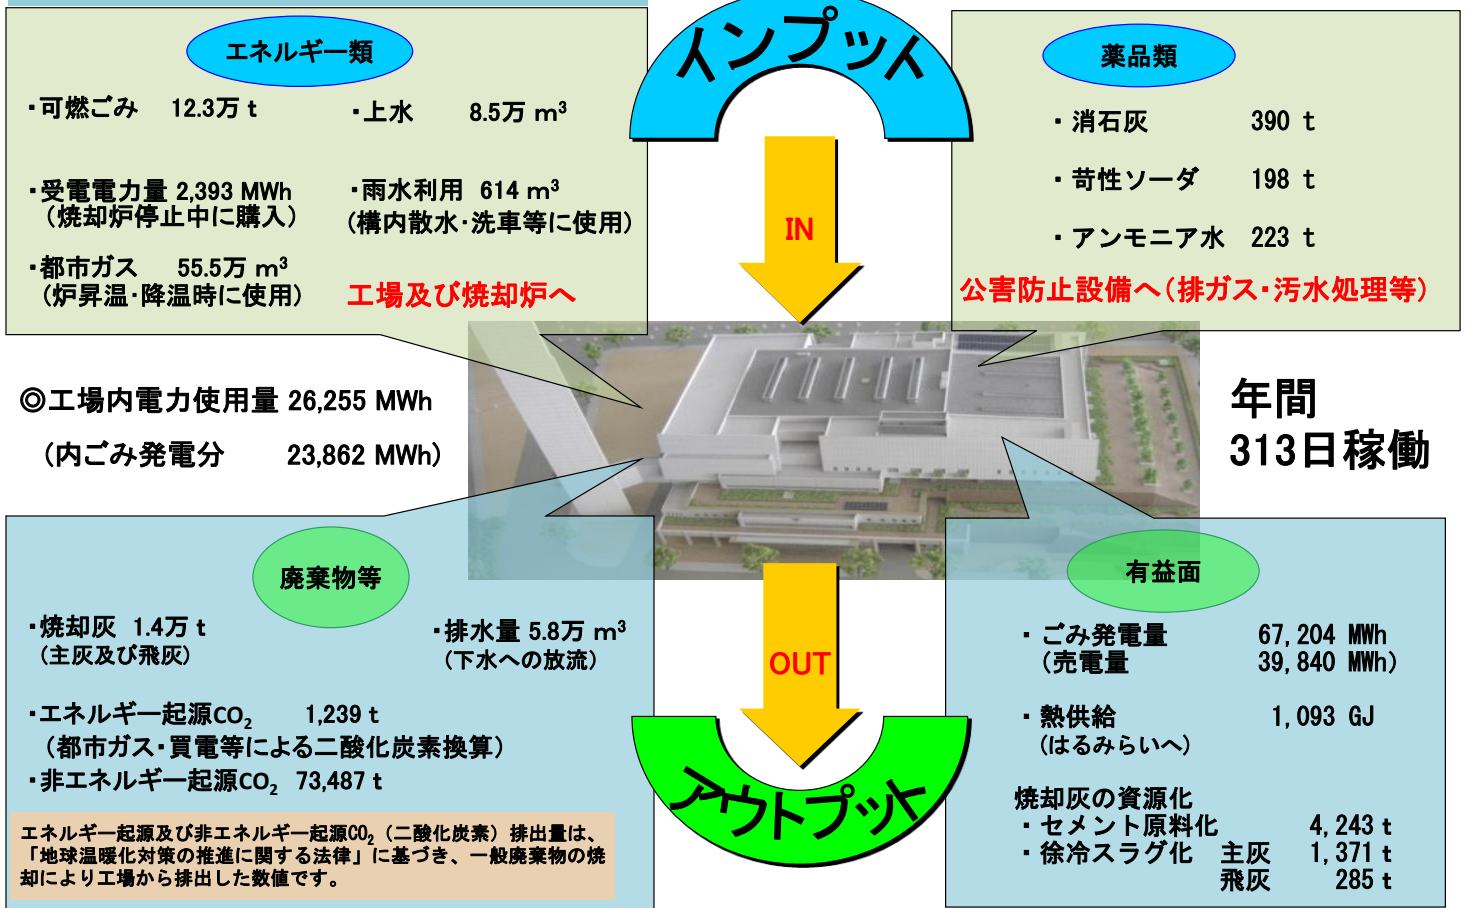 インプット
エネルギー類
・可燃ごみ 12.3万 t
・上水 8.5万 m³
・受電電力量 2,393 MWh
（焼却炉停止中に購入）
・雨水利用 614 m³
（構内散水・洗車等に使用）
・都市ガス 55.5万 m³
（炉昇温・降温時に使用）
工場及び焼却炉へ
薬品類
・消石灰 390 t
・苛性ソーダ 198 t
・アンモニア水 223 t
公害防止設備へ（排ガス・汚水処理等）
IN
◎工場内電力使用量 26,255 MWh
（内ごみ発電分 23,862 MWh）
年間
313日稼働
廃棄物等
・焼却灰 1.4万 t
（主灰及び飛灰）
・排水量 5.8万 m³
（下水への放流）
・エネルギー起源CO₂ 1,239 t
（都市ガス・買電等による二酸化炭素換算）
・非エネルギー起源CO₂ 73,487 t
エネルギー起源及び非エネルギー起源CO₂（二酸化炭素）排出量は、
「地球温暖化対策の推進に関する法律」に基づき、一般廃棄物の焼
却により工場から排出した数値です。
OUT
アウトプット
有益面
・ごみ発電量 67,204 MWh
（売電量 39,840 MWh）
・熱供給 1,093 GJ
（はるみらいへ）
焼却灰の資源化
・セメント原料化 4,243 t
・徐冷スラグ化 主灰 1,371 t
飛灰 285 t